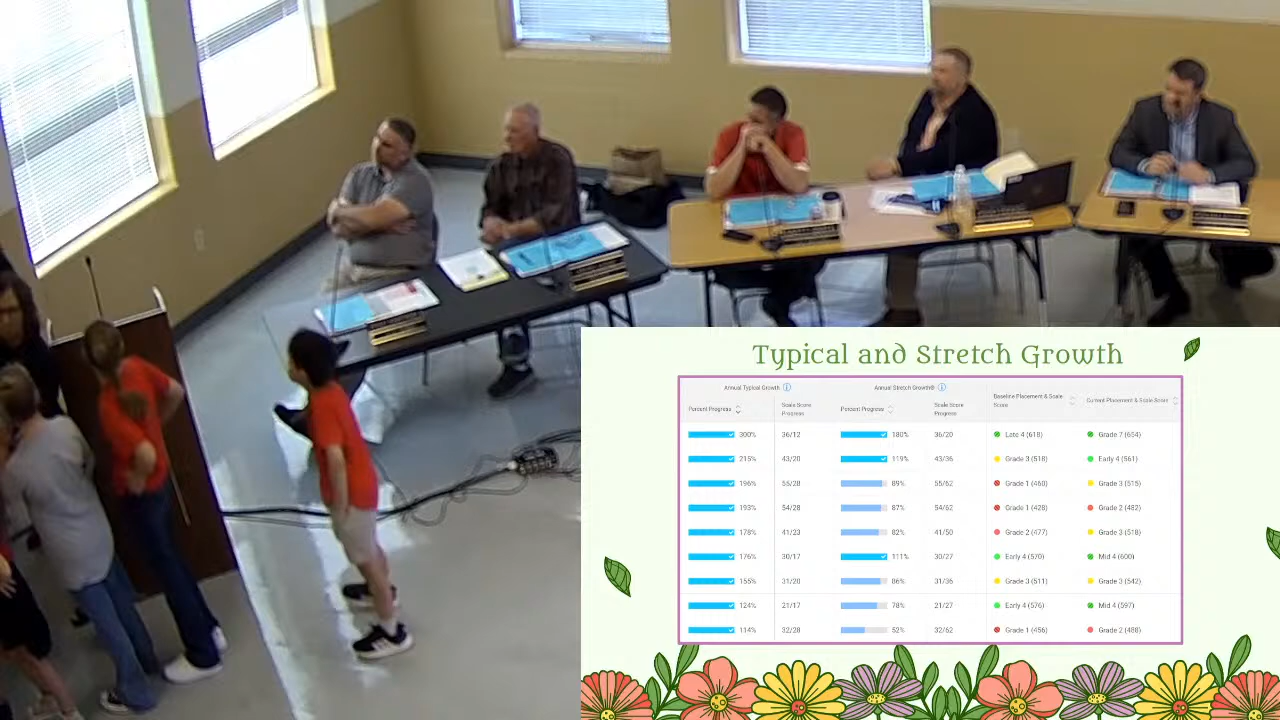 Typical and Stretch Growth
Annual Typical Growth Annual Stretch Growth®
Percent Progress Scale Score Progress Percent Progress Scale Score Progress Baseline Placement & Scale Score Current Placement & Scale Score
300% 36/12 180% 36/20 Late 4 (618) Grade 7 (654)
215% 43/20 119% 43/36 Grade 3 (518) Early 4 (561)
196% 55/28 89% 55/62 Grade 1 (460) Grade 3 (515)
193% 54/28 87% 54/62 Grade 1 (428) Grade 2 (482)
178% 41/23 82% 41/50 Grade 2 (477) Grade 3 (518)
176% 30/17 111% 30/27 Early 4 (570) Mid 4 (600)
155% 31/20 86% 31/36 Grade 3 (511) Grade 3 (542)
124% 21/17 78% 21/27 Early 4 (576) Mid 4 (597)
114% 32/28 52% 32/62 Grade 1 (456) Grade 2 (488)